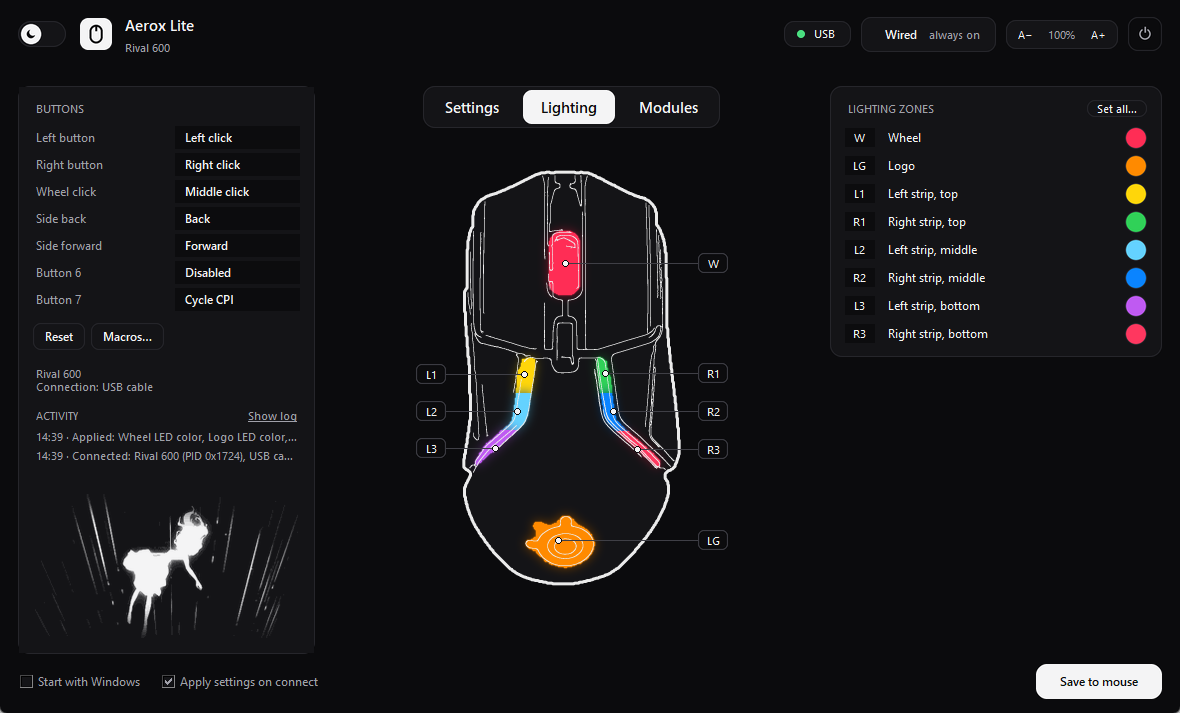 Aerox Lite
Rival 600
USB
Wired always on
A− 100% A+
BUTTONS
Left button Left click
Right button Right click
Wheel click Middle click
Side back Back
Side forward Forward
Button 6 Disabled
Button 7 Cycle CPI
Reset Macros...
Rival 600
Connection: USB cable
ACTIVITY Show log
14:39 · Applied: Wheel LED color, Logo LED color,...
14:39 · Connected: Rival 600 (PID 0x1724), USB ca...
Start with Windows Apply settings on connect
Settings Lighting Modules
W
L1 R1
L2 R2
L3 R3
LG
LIGHTING ZONES Set all...
W Wheel
LG Logo
L1 Left strip, top
R1 Right strip, top
L2 Left strip, middle
R2 Right strip, middle
L3 Left strip, bottom
R3 Right strip, bottom
Save to mouse